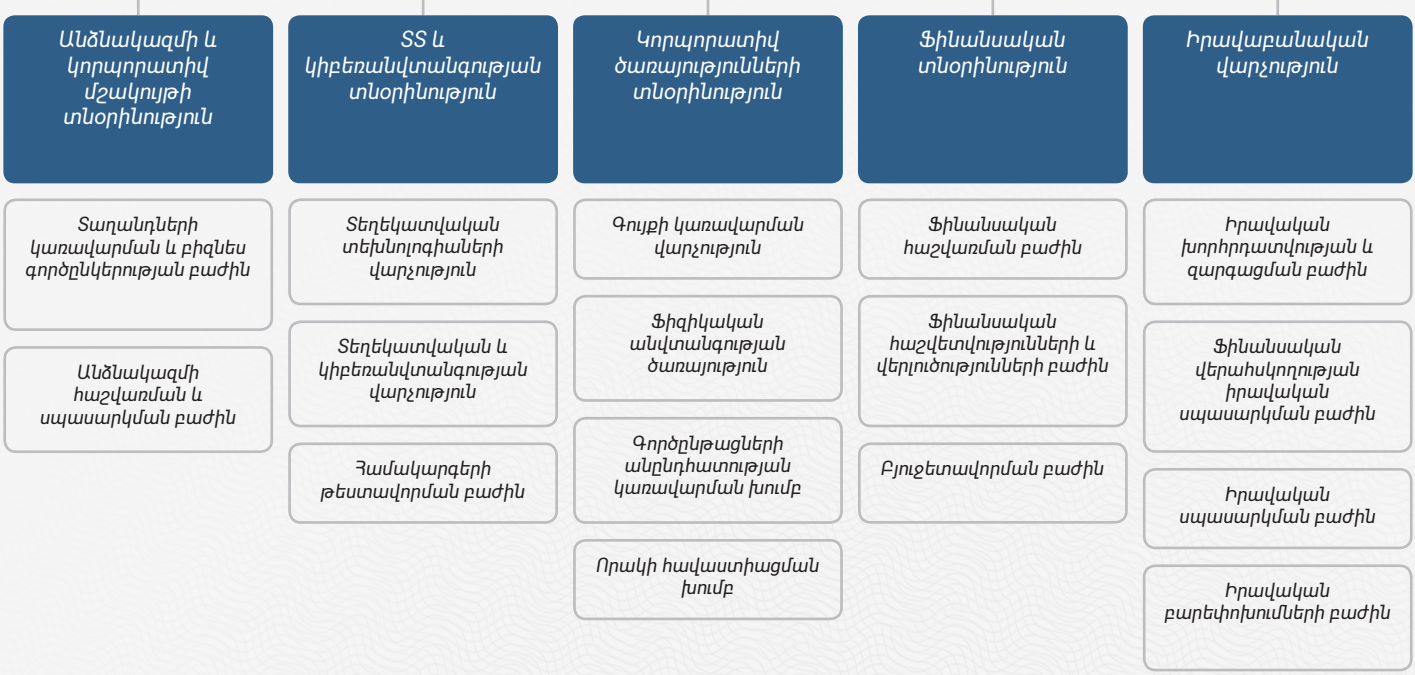 Անձնակազմի և
կորպորատիվ
մշակույթի
տնօրինություն
ՏՏ և
կիբեռանվտանգության
տնօրինություն
Կորպորատիվ
ծառայությունների
տնօրինություն
Ֆինանսական
տնօրինություն
Իրավաբանական
վարչություն
Տաղանդների
կառավարման և բիզնես
գործընկերության բաժին
Անձնակազմի
հաշվառման և
սպասարկման բաժին
Տեղեկատվական
տեխնոլոգիաների
վարչություն
Տեղեկատվական և
կիբեռանվտանգության
վարչություն
Համակարգերի
թեստավորման բաժին
Գույքի կառավարման
վարչություն
Ֆիզիկական
անվտանգության
ծառայություն
Գործընթացների
անընդհատության
կառավարման խումբ
Որակի հավաստիացման
խումբ
Ֆինանսական
հաշվառման բաժին
Ֆինանսական
հաշվետվությունների և
վերլուծությունների բաժին
Բյուջետավորման բաժին
Իրավական
խորհրդատվության և
զարգացման բաժին
Ֆինանսական
վերահսկողության
իրավական
սպասարկման բաժին
Իրավական
սպասարկման բաժին
Իրավական
բարեփոխումների բաժին